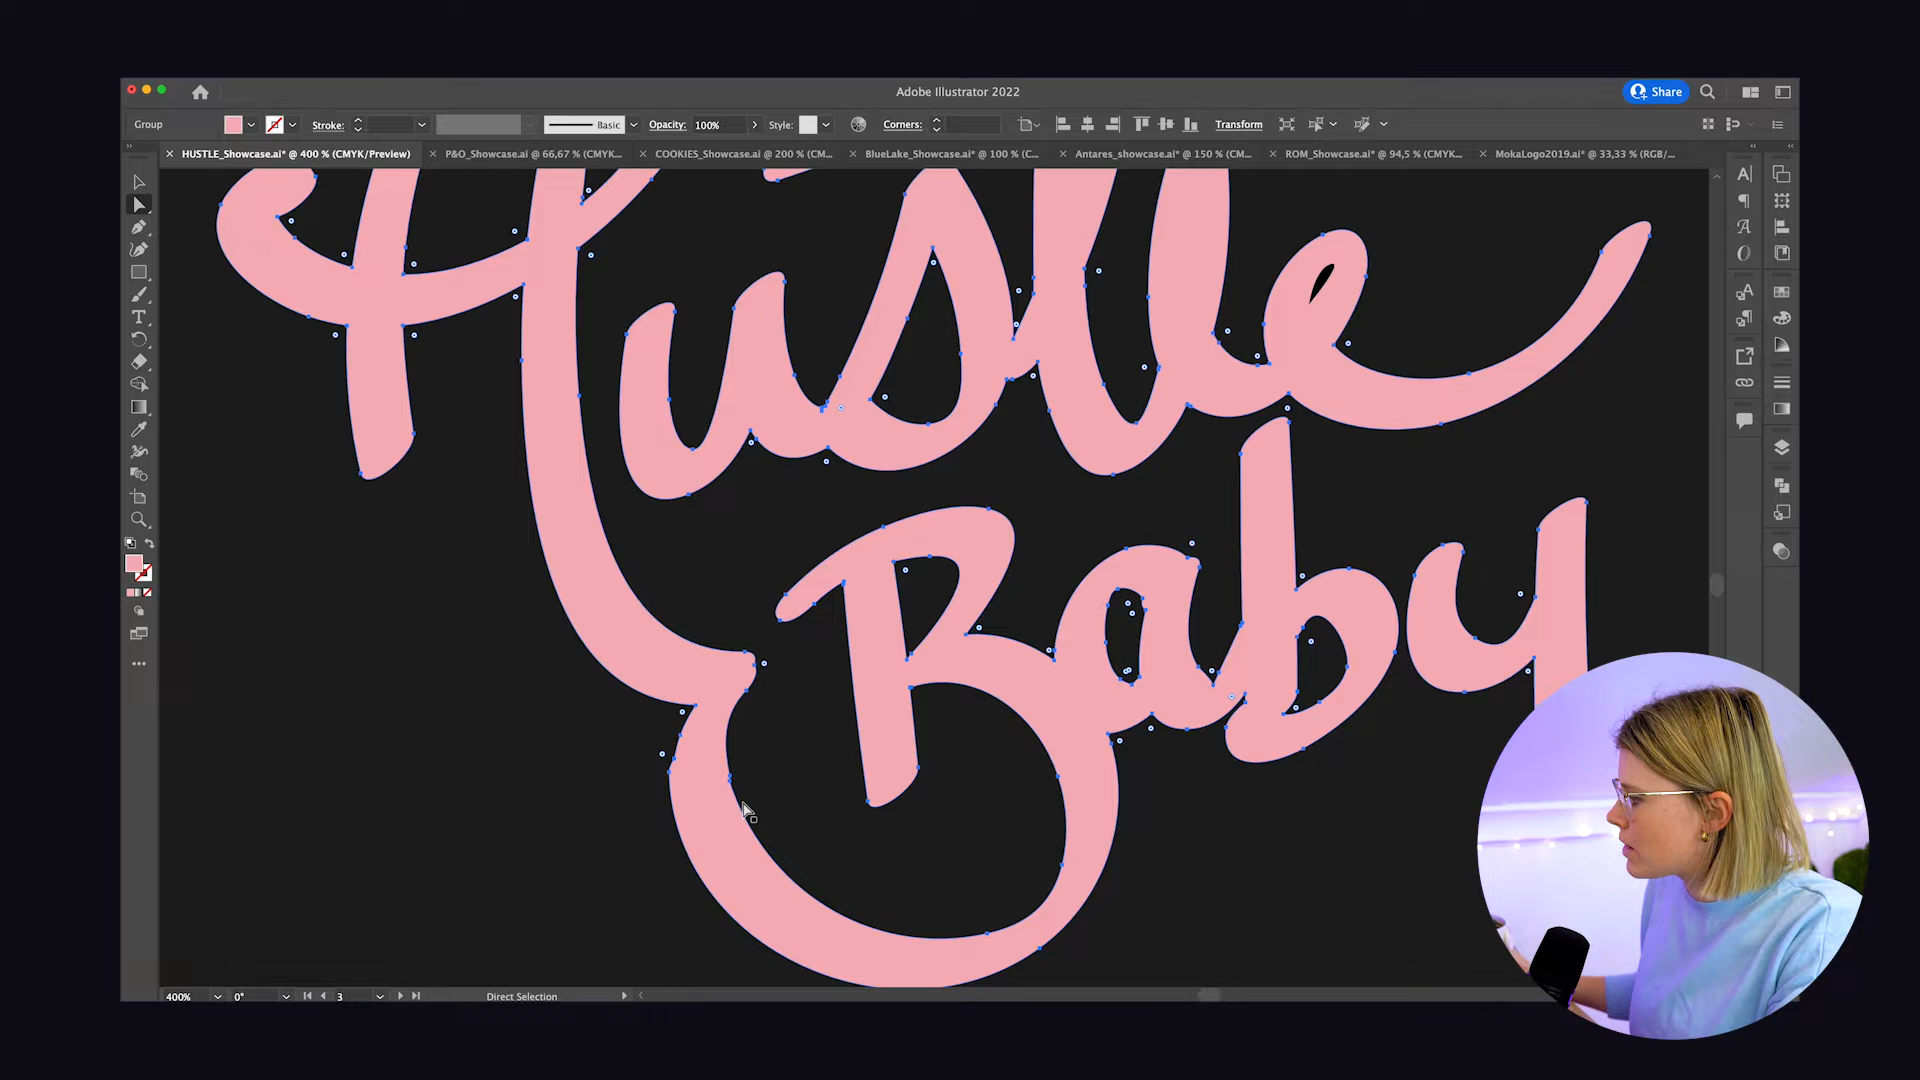 Adobe Illustrator 2022
Share
Group
Stroke:
Basic
Opacity:
100%
Style:
Corners:
Transform
HUSTLE_Showcase.ai* @ 400 % (CMYK/Preview)
P&O_Showcase.ai @ 66,67 % (CMYK...
COOKIES_Showcase.ai @ 200 % (CM...
BlueLake_Showcase.ai* @ 100 % (C...
Antares_showcase.ai* @ 150 % (CM...
ROM_Showcase.ai* @ 94,5 % (CMYK...
MokaLogo2019.ai* @ 33,33 % (RGB/...
Hustle
Baby
400%
0°
3
Direct Selection